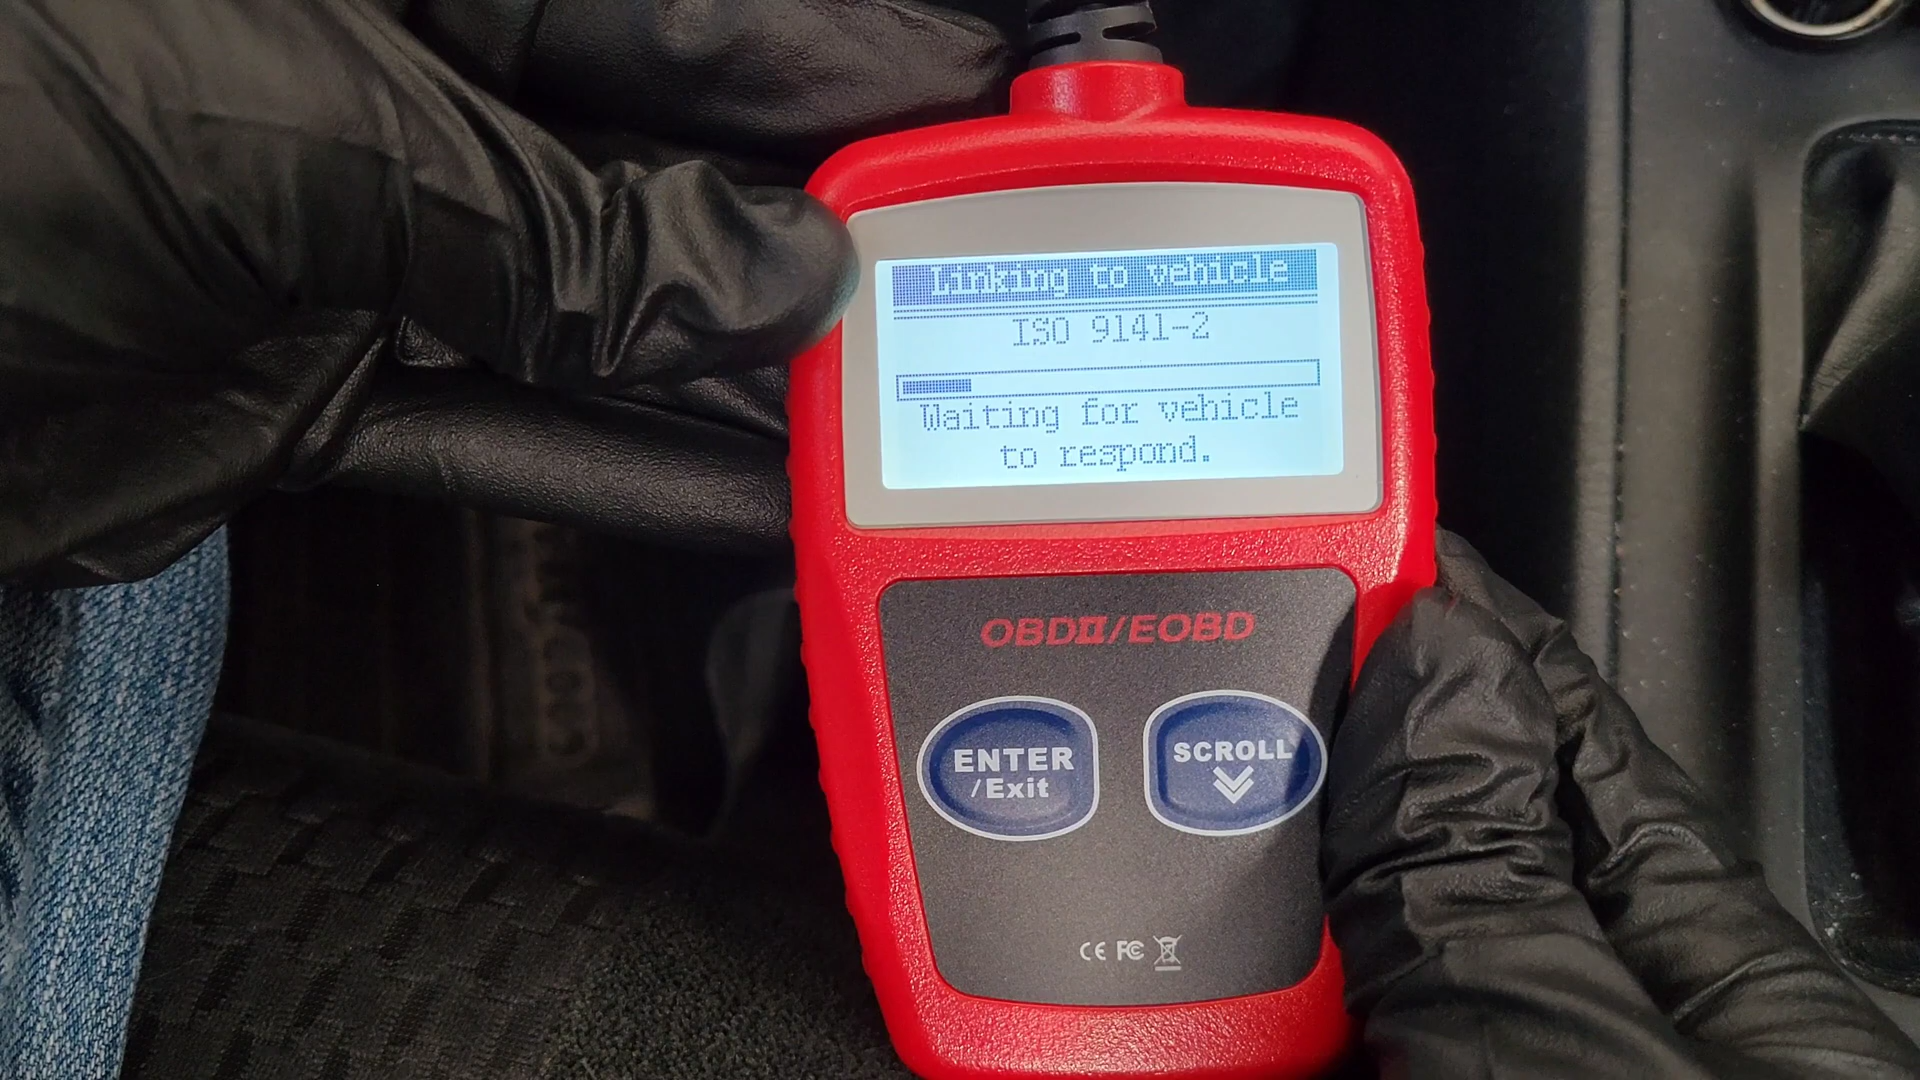 Linking to vehicle
ISO 9141-2
Waiting for vehicle
to respond.
OBDII/EOBD
ENTER
/Exit
SCROLL
CE FC